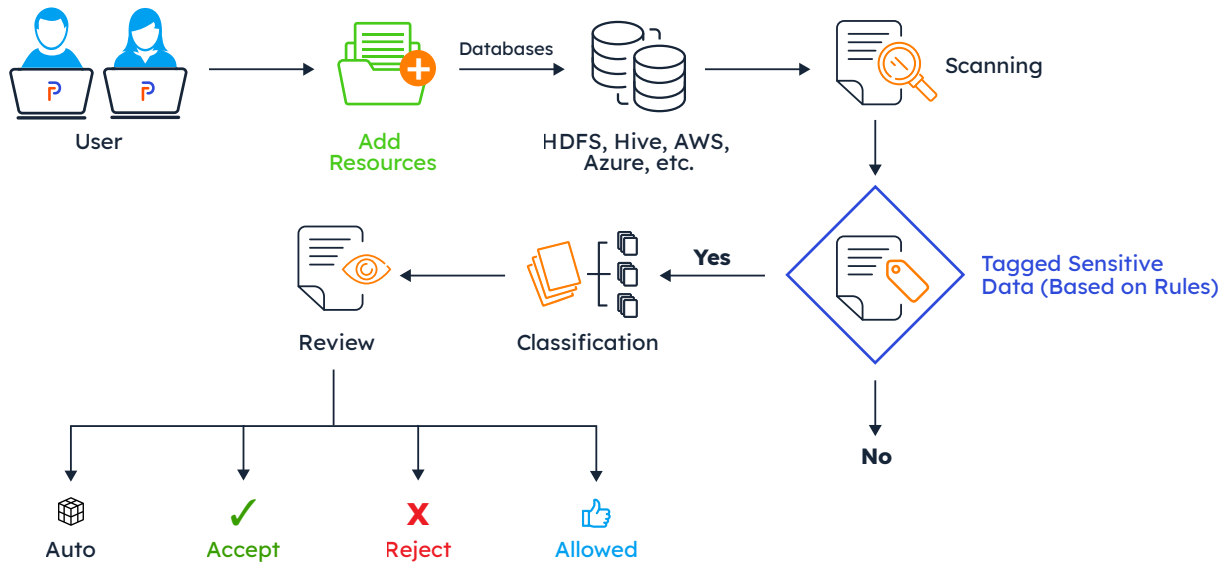 User
Add
Resources
Databases
HDFS, Hive, AWS,
Azure, etc.
Scanning
Tagged Sensitive
Data (Based on Rules)
Yes
No
Classification
Review
Auto
Accept
Reject
Allowed